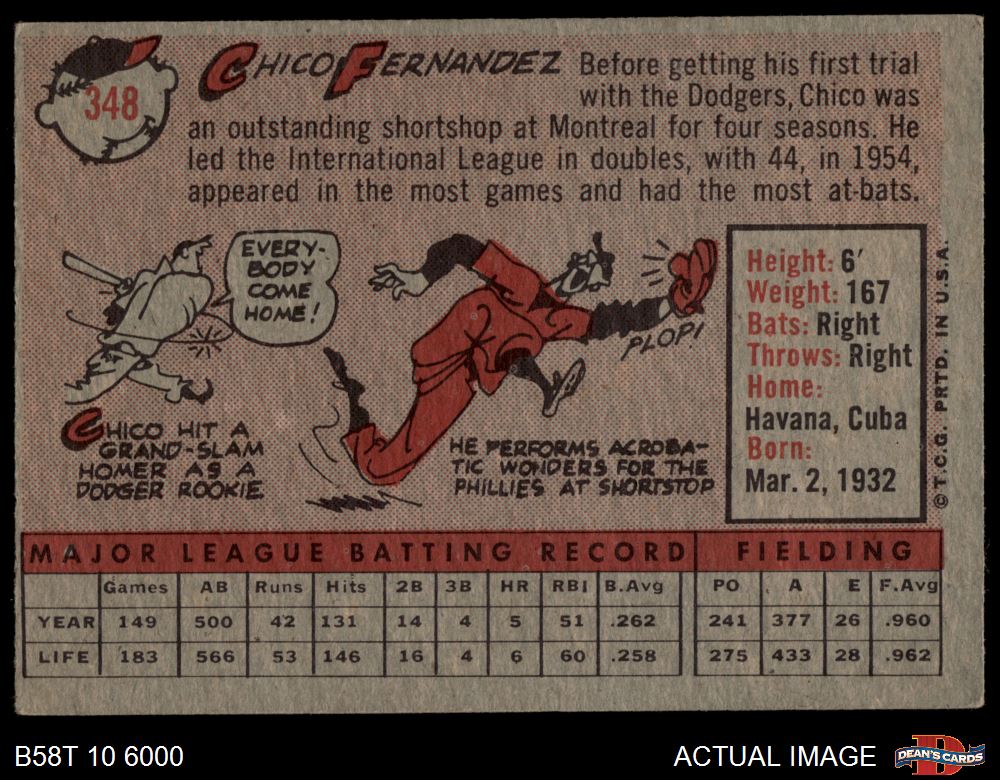 348
CHICO FERNANDEZ Before getting his first trial
with the Dodgers, Chico was
an outstanding shortshop at Montreal for four seasons. He
led the International League in doubles, with 44, in 1954,
appeared in the most games and had the most at-bats.
EVERY-
BODY
COME
HOME!
CHICO HIT A
GRAND-SLAM
HOMER AS A
DODGER ROOKIE.
PLOP!
HE PERFORMS ACROBA-
TIC WONDERS FOR THE
PHILLIES AT SHORTSTOP
Height: 6'
Weight: 167
Bats: Right
Throws: Right
Home:
Havana, Cuba
Born:
Mar. 2, 1932
© T.C.G. PRTD. IN U.S.A.
MAJOR LEAGUE BATTING RECORD FIELDING
Games AB Runs Hits 2B 3B HR RBI B.Avg PO A E F.Avg
YEAR 149 500 42 131 14 4 5 51 .262 241 377 26 .960
LIFE 183 566 53 146 16 4 6 60 .258 275 433 28 .962
B58T 10 6000 ACTUAL IMAGE DEAN'S CARDS